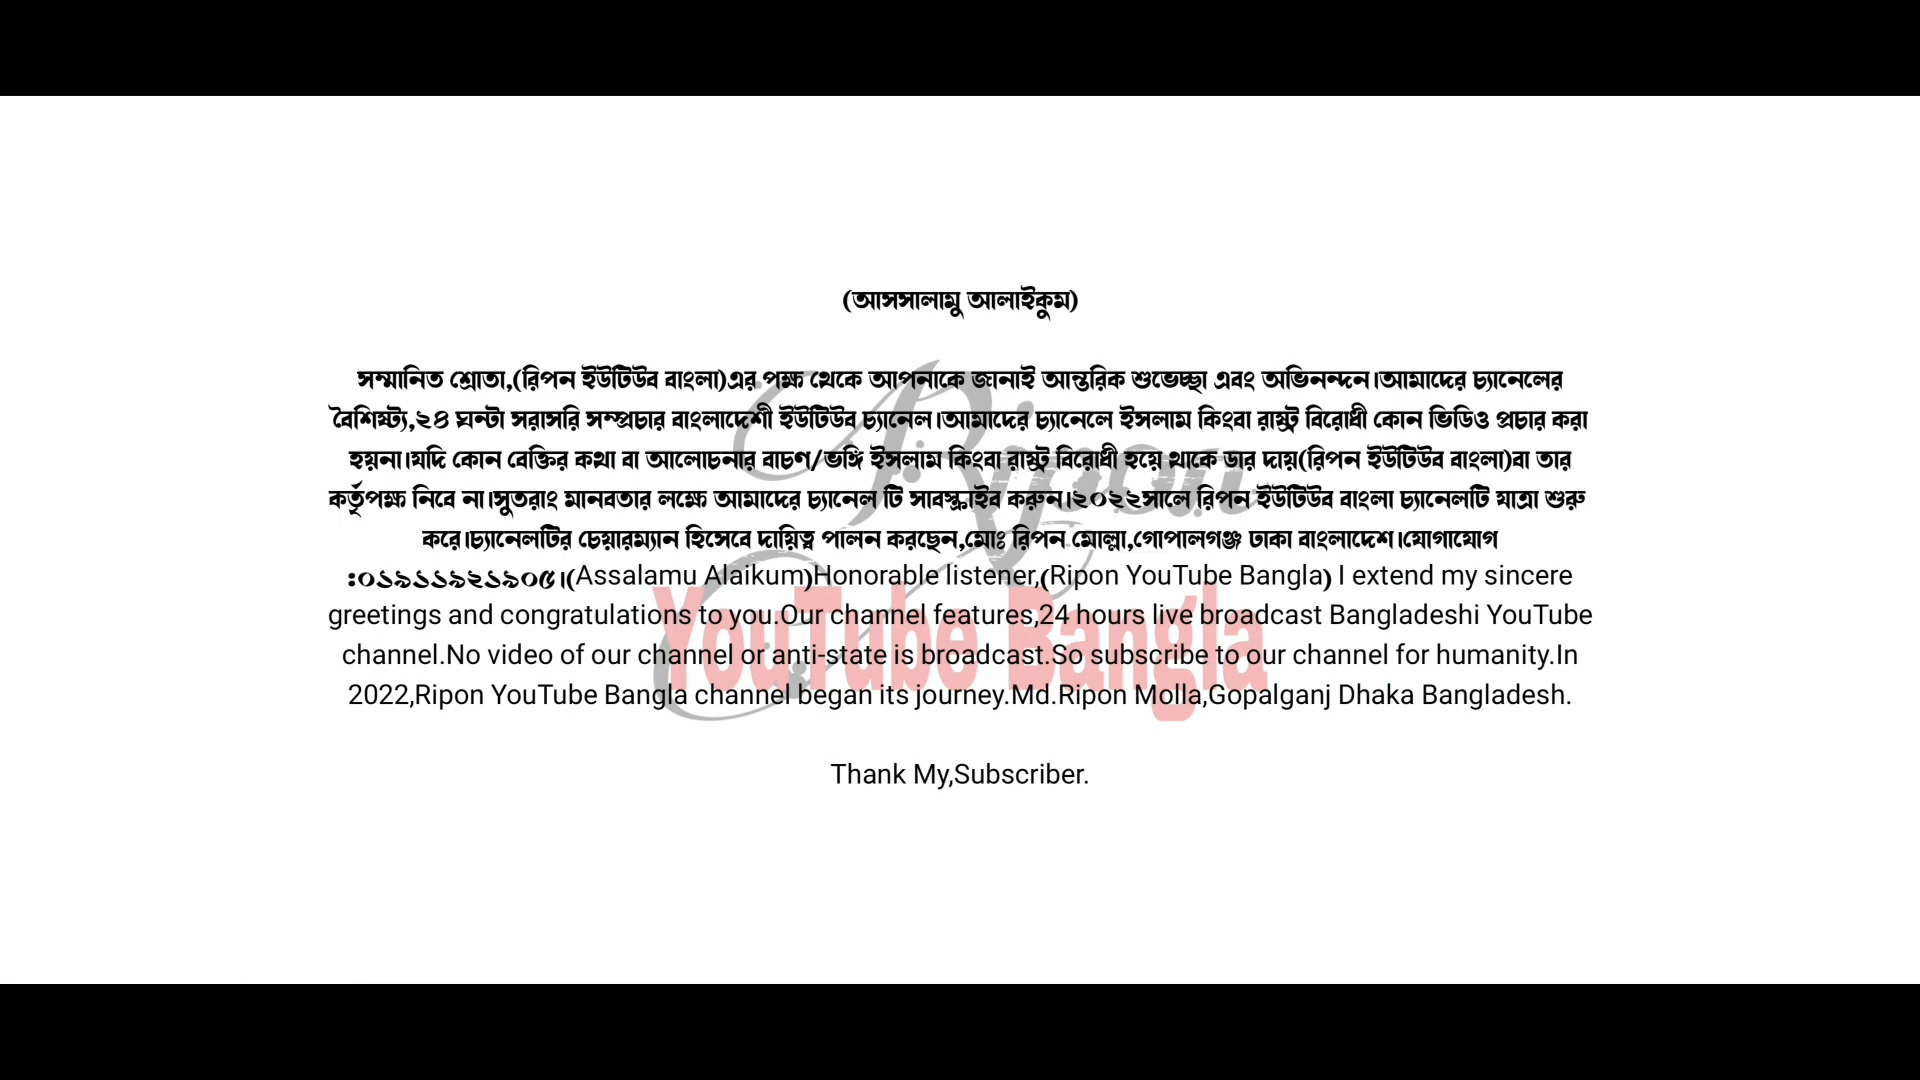 (আসসালামু আলাইকুম)
সম্মানিত শ্রোতা,(রিপন ইউটিউব বাংলা)এর পক্ষ থেকে আপনাকে জানাই আন্তরিক শুভেচ্ছা এবং অভিনন্দন।আমাদের চ্যানেলের
বৈশিষ্ট্য,২৪ ঘন্টা সরাসরি সম্প্রচার বাংলাদেশী ইউটিউব চ্যানেল।আমাদের চ্যানেলে ইসলাম কিংবা রাষ্ট্র বিরোধী কোন ভিডিও প্রচার করা
হয়না।যদি কোন বেক্তির কথা বা আলোচনার বাচণ/ভঙ্গি ইসলাম কিংবা রাষ্ট্র বিরোধী হয়ে থাকে ডার দায়(রিপন ইউটিউব বাংলা)বা তার
কর্তৃপক্ষ নিবে না।সুতরাং মানবতার লক্ষে আমাদের চ্যানেল টি সাবস্ক্রাইব করুন।২০২২সালে রিপন ইউটিউব বাংলা চ্যানেলটি যাত্রা শুরু
করে।চ্যানেলটির চেয়ারম্যান হিসেবে দায়িত্ব পালন করছেন,মোঃ রিপন মোল্লা,গোপালগঞ্জ ঢাকা বাংলাদেশ।যোগাযোগ
:০১৯১১৯২১৯০৫।(Assalamu Alaikum)Honorable listener,(Ripon YouTube Bangla) I extend my sincere
greetings and congratulations to you.Our channel features,24 hours live broadcast Bangladeshi YouTube
channel.No video of our channel or anti-state is broadcast.So subscribe to our channel for humanity.In
2022,Ripon YouTube Bangla channel began its journey.Md.Ripon Molla,Gopalganj Dhaka Bangladesh.
Thank My,Subscriber.
Ripon
YouTube Bangla